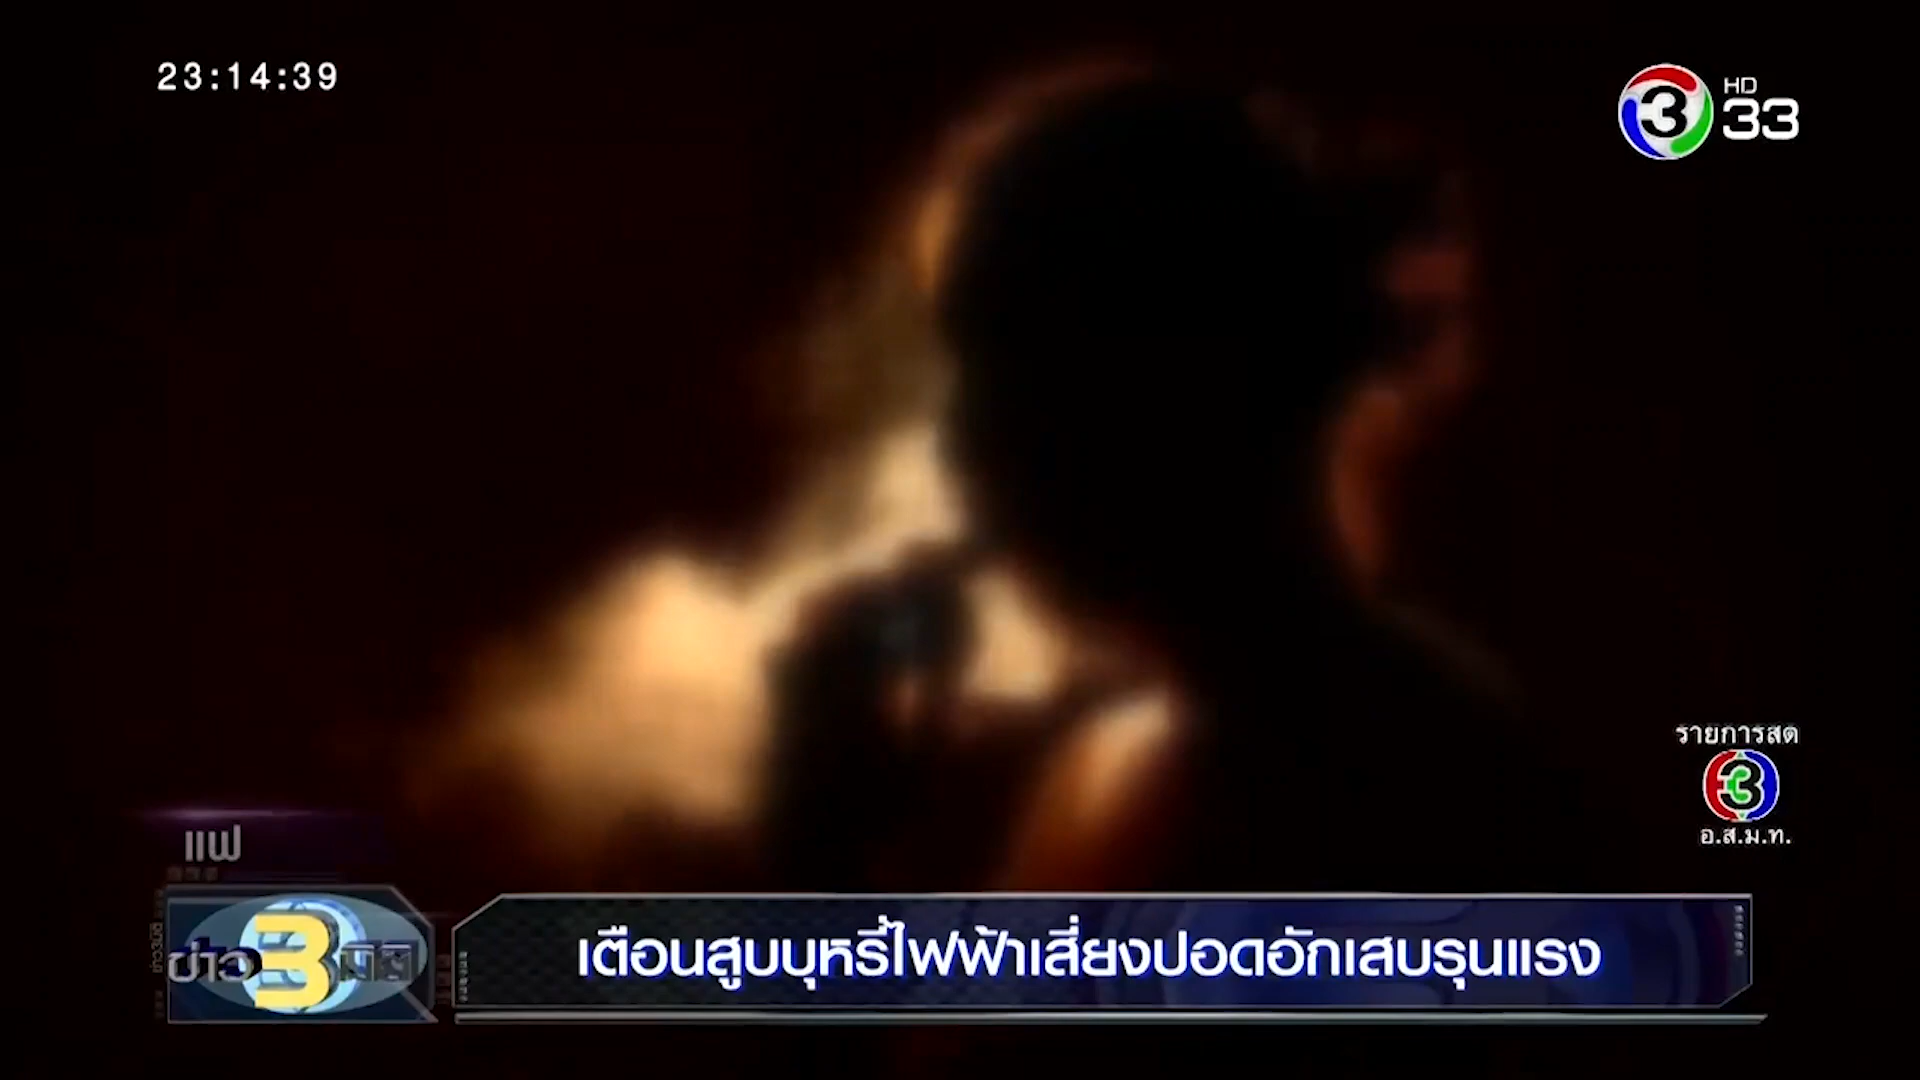 23:14:39
3 HD 33
รายการสด
3
อ.ส.ม.ท.
แฟ
ข่าว 3 มิติ
เตือนสูบบุหรี่ไฟฟ้าเสี่ยงปอดอักเสบรุนแรง